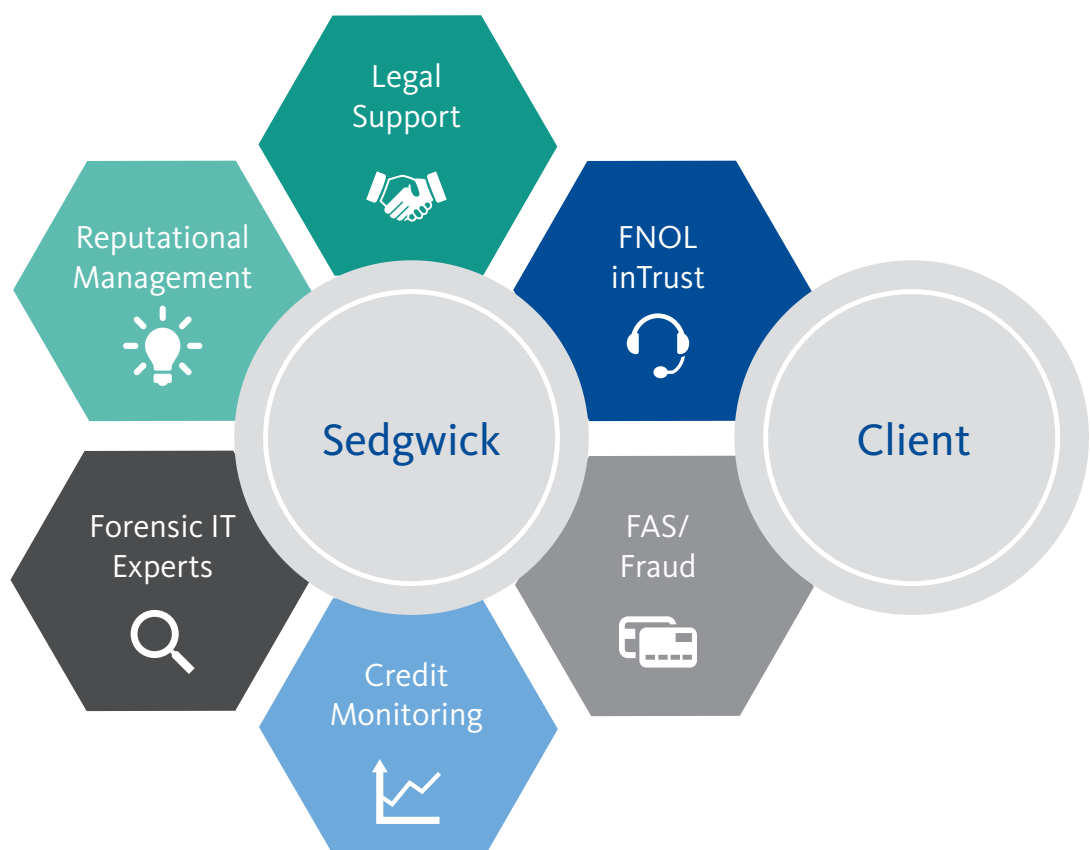 Legal
Support
Reputational
Management
FNOL
inTrust
Sedgwick
Client
Forensic IT
Experts
FAS/
Fraud
Credit
Monitoring